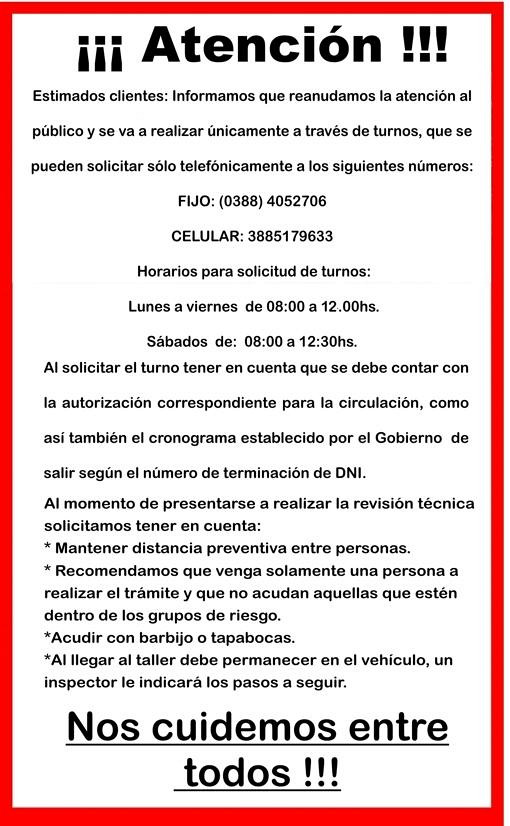 ¡¡¡ Atención !!!
Estimados clientes: Informamos que reanudamos la atención al
público y se va a realizar únicamente a través de turnos, que se
pueden solicitar sólo telefónicamente a los siguientes números:
FIJO: (0388) 4052706
CELULAR: 3885179633
Horarios para solicitud de turnos:
Lunes a viernes de 08:00 a 12.00hs.
Sábados de: 08:00 a 12:30hs.
Al solicitar el turno tener en cuenta que se debe contar con
la autorización correspondiente para la circulación, como
así también el cronograma establecido por el Gobierno de
salir según el número de terminación de DNI.
Al momento de presentarse a realizar la revisión técnica
solicitamos tener en cuenta:
* Mantener distancia preventiva entre personas.
* Recomendamos que venga solamente una persona a
realizar el trámite y que no acudan aquellas que estén
dentro de los grupos de riesgo.
*Acudir con barbijo o tapabocas.
*Al llegar al taller debe permanecer en el vehículo, un
inspector le indicará los pasos a seguir.
Nos cuidemos entre
todos !!!